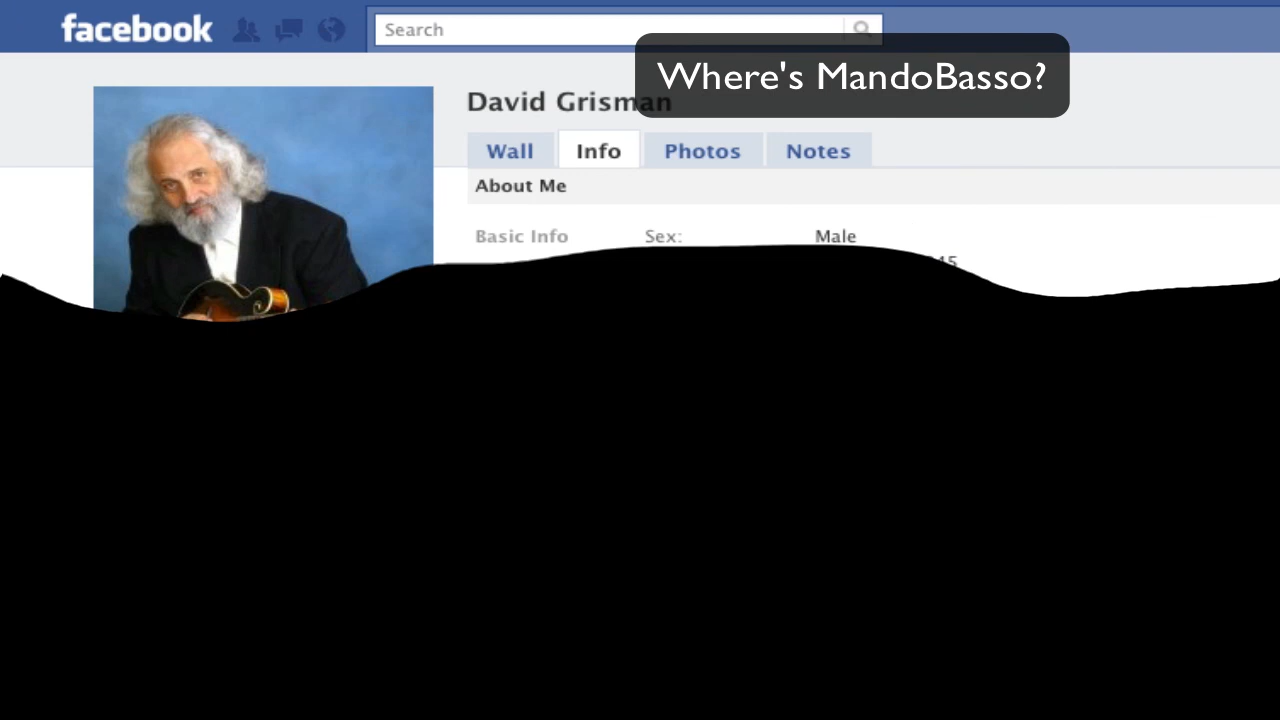 facebook
Search
Where's MandoBasso?
David Grisman
Wall Info Photos Notes
About Me
Basic Info Sex: Male